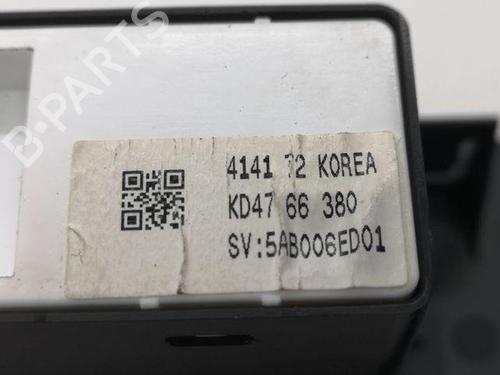 B-PARTS
4141 72 KOREA
KD47 66 380
SV:5AB006ED01